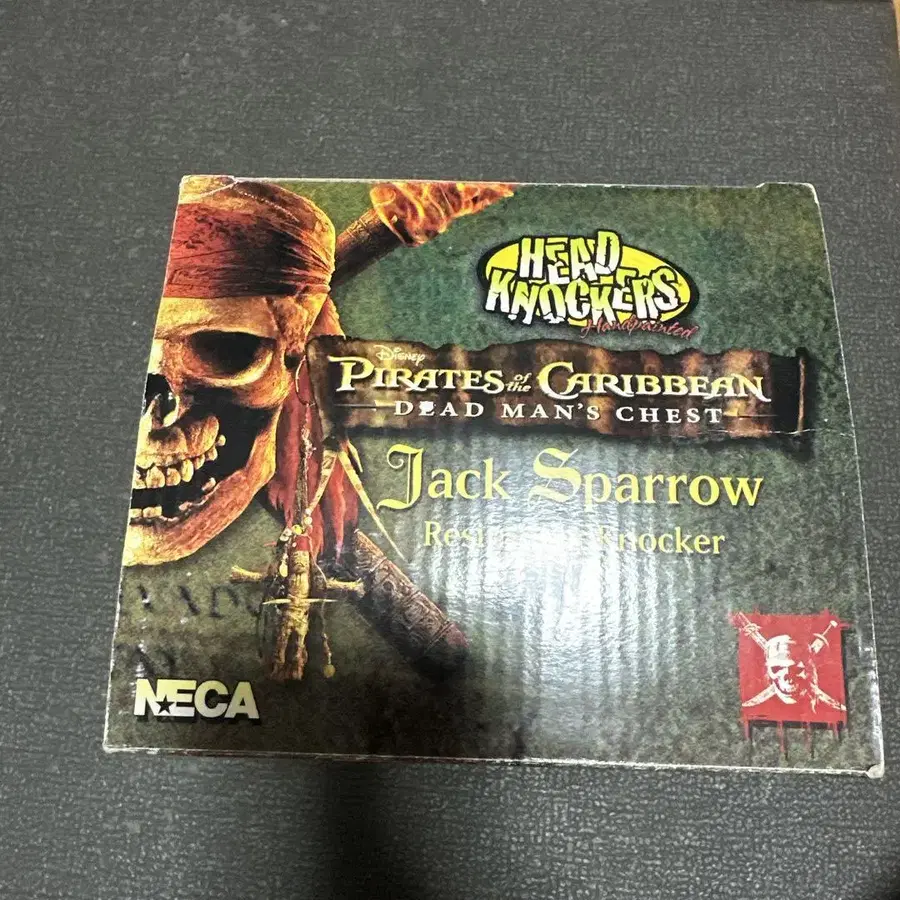 HEAD
KNOCKERS
Handpainted
Disney
PIRATES of the CARIBBEAN
DEAD MAN'S CHEST
Jack Sparrow
Knocker
NECA